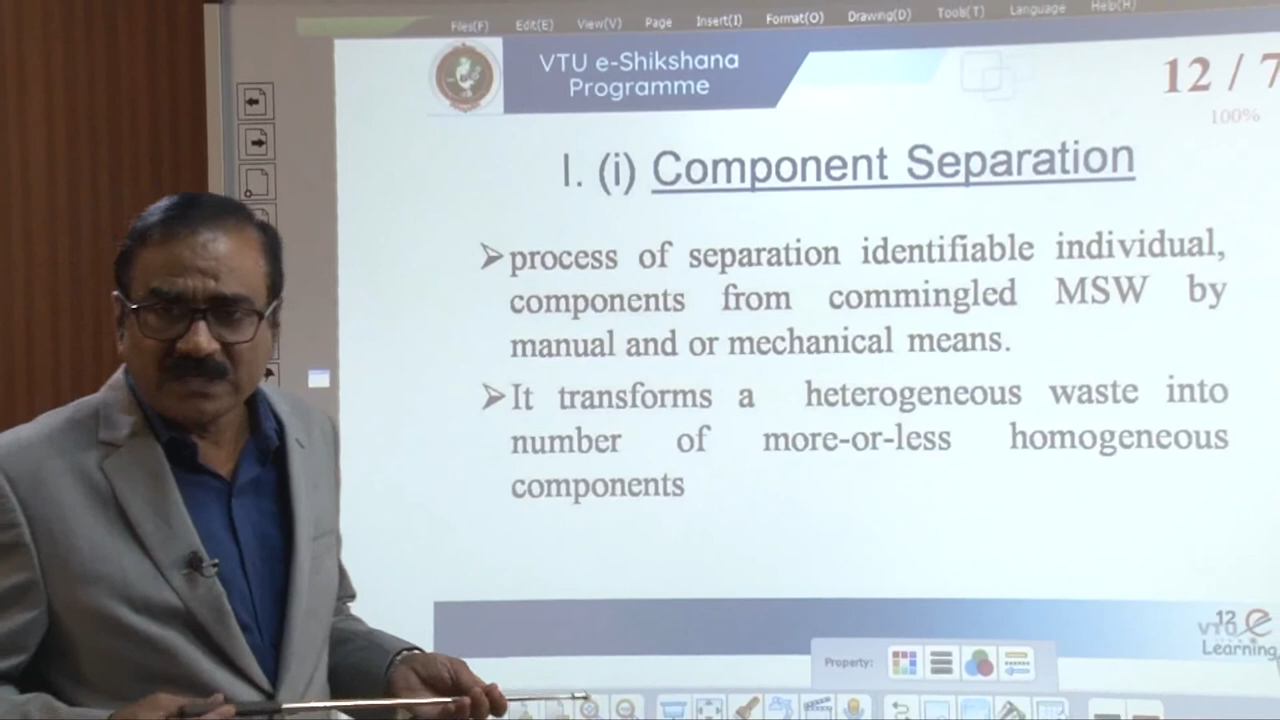 Files(F) Edit(E) View(V) Page Insert(I) Format(O) Drawing(D) Tools(T) Language Help(H)
VTU e-Shikshana
Programme
12 / 7
100%
I. (i) Component Separation
➢process of separation identifiable individual,
components from commingled MSW by
manual and or mechanical means.
➢It transforms a heterogeneous waste into
number of more-or-less homogeneous
components
12
VTU e
Learning
Property: